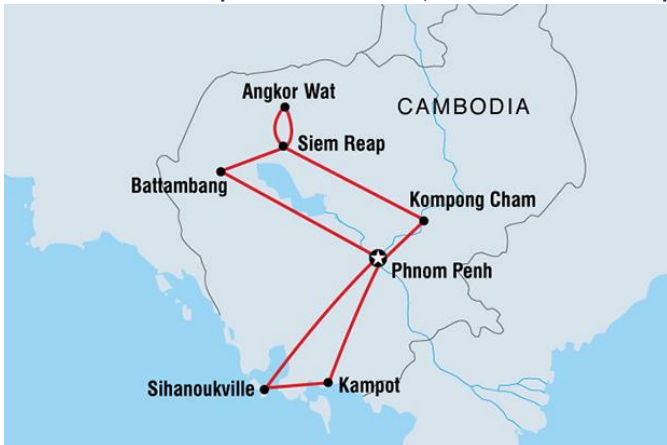 Angkor Wat
CAMBODIA
Siem Reap
Battambang
Kompong Cham
Phnom Penh
Sihanoukville
Kampot